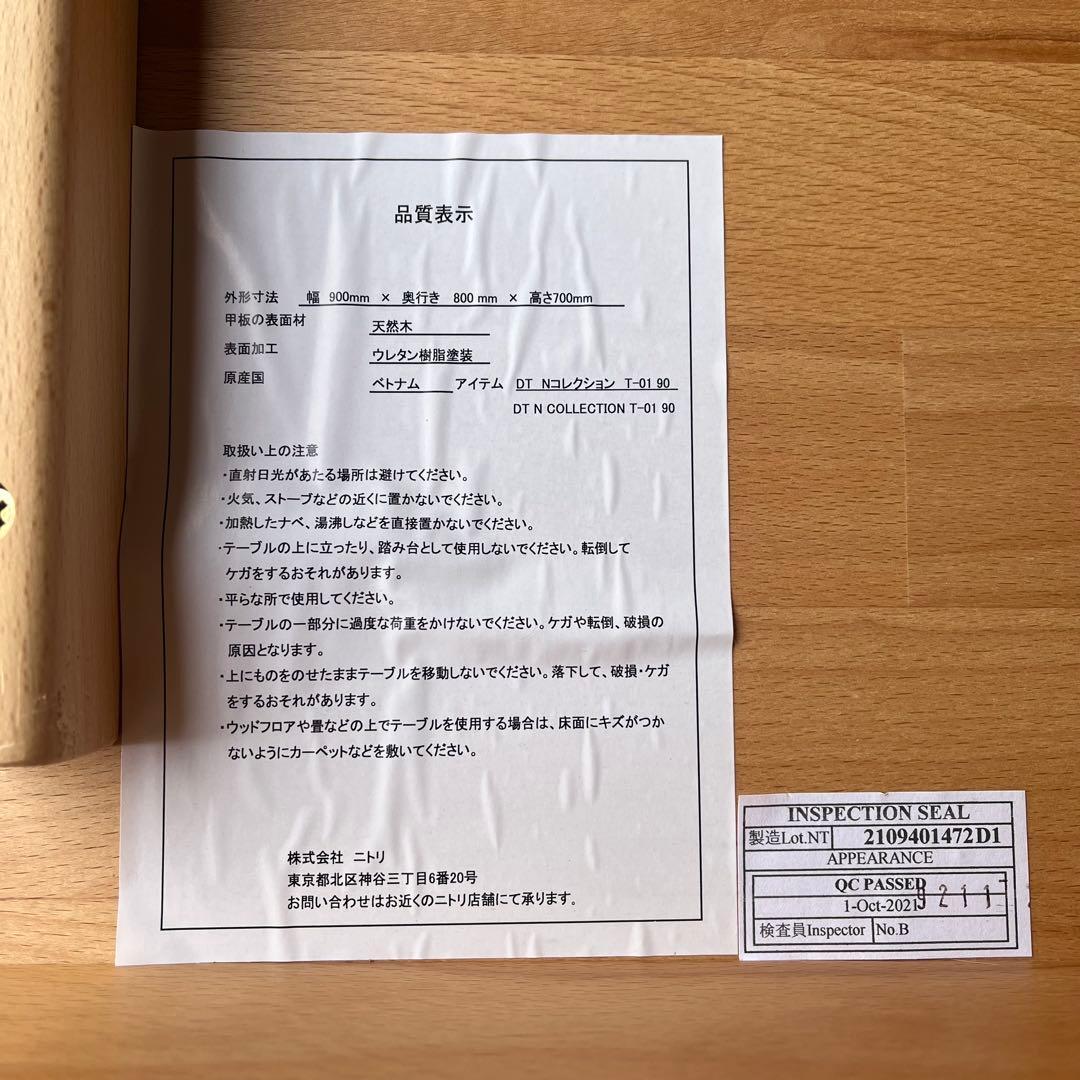 品質表示
外形寸法 幅 900mm × 奥行き 800 mm × 高さ700mm
甲板の表面材 天然木
表面加工 ウレタン樹脂塗装
原産国 ベトナム アイテム DT Nコレクション T-01 90
DT N COLLECTION T-01 90
取扱い上の注意
・直射日光があたる場所は避けてください。
・火気、ストーブなどの近くに置かないでください。
・加熱したナベ、湯沸しなどを直接置かないでください。
・テーブルの上に立ったり、踏み台として使用しないでください。転倒して
ケガをするおそれがあります。
・平らな所で使用してください。
・テーブルの一部分に過度な荷重をかけないでください。ケガや転倒、破損の
原因となります。
・上にものをのせたままテーブルを移動しないでください。落下して、破損・ケガ
をするおそれがあります。
・ウッドフロアや畳などの上でテーブルを使用する場合は、床面にキズがつか
ないようにカーペットなどを敷いてください。
株式会社 ニトリ
東京都北区神谷三丁目6番20号
お問い合わせはお近くのニトリ店舗にて承ります。
INSPECTION SEAL
製造Lot.NT 2109401472D1
APPEARANCE
QC PASSED
1-Oct-2021
検査員Inspector No.B